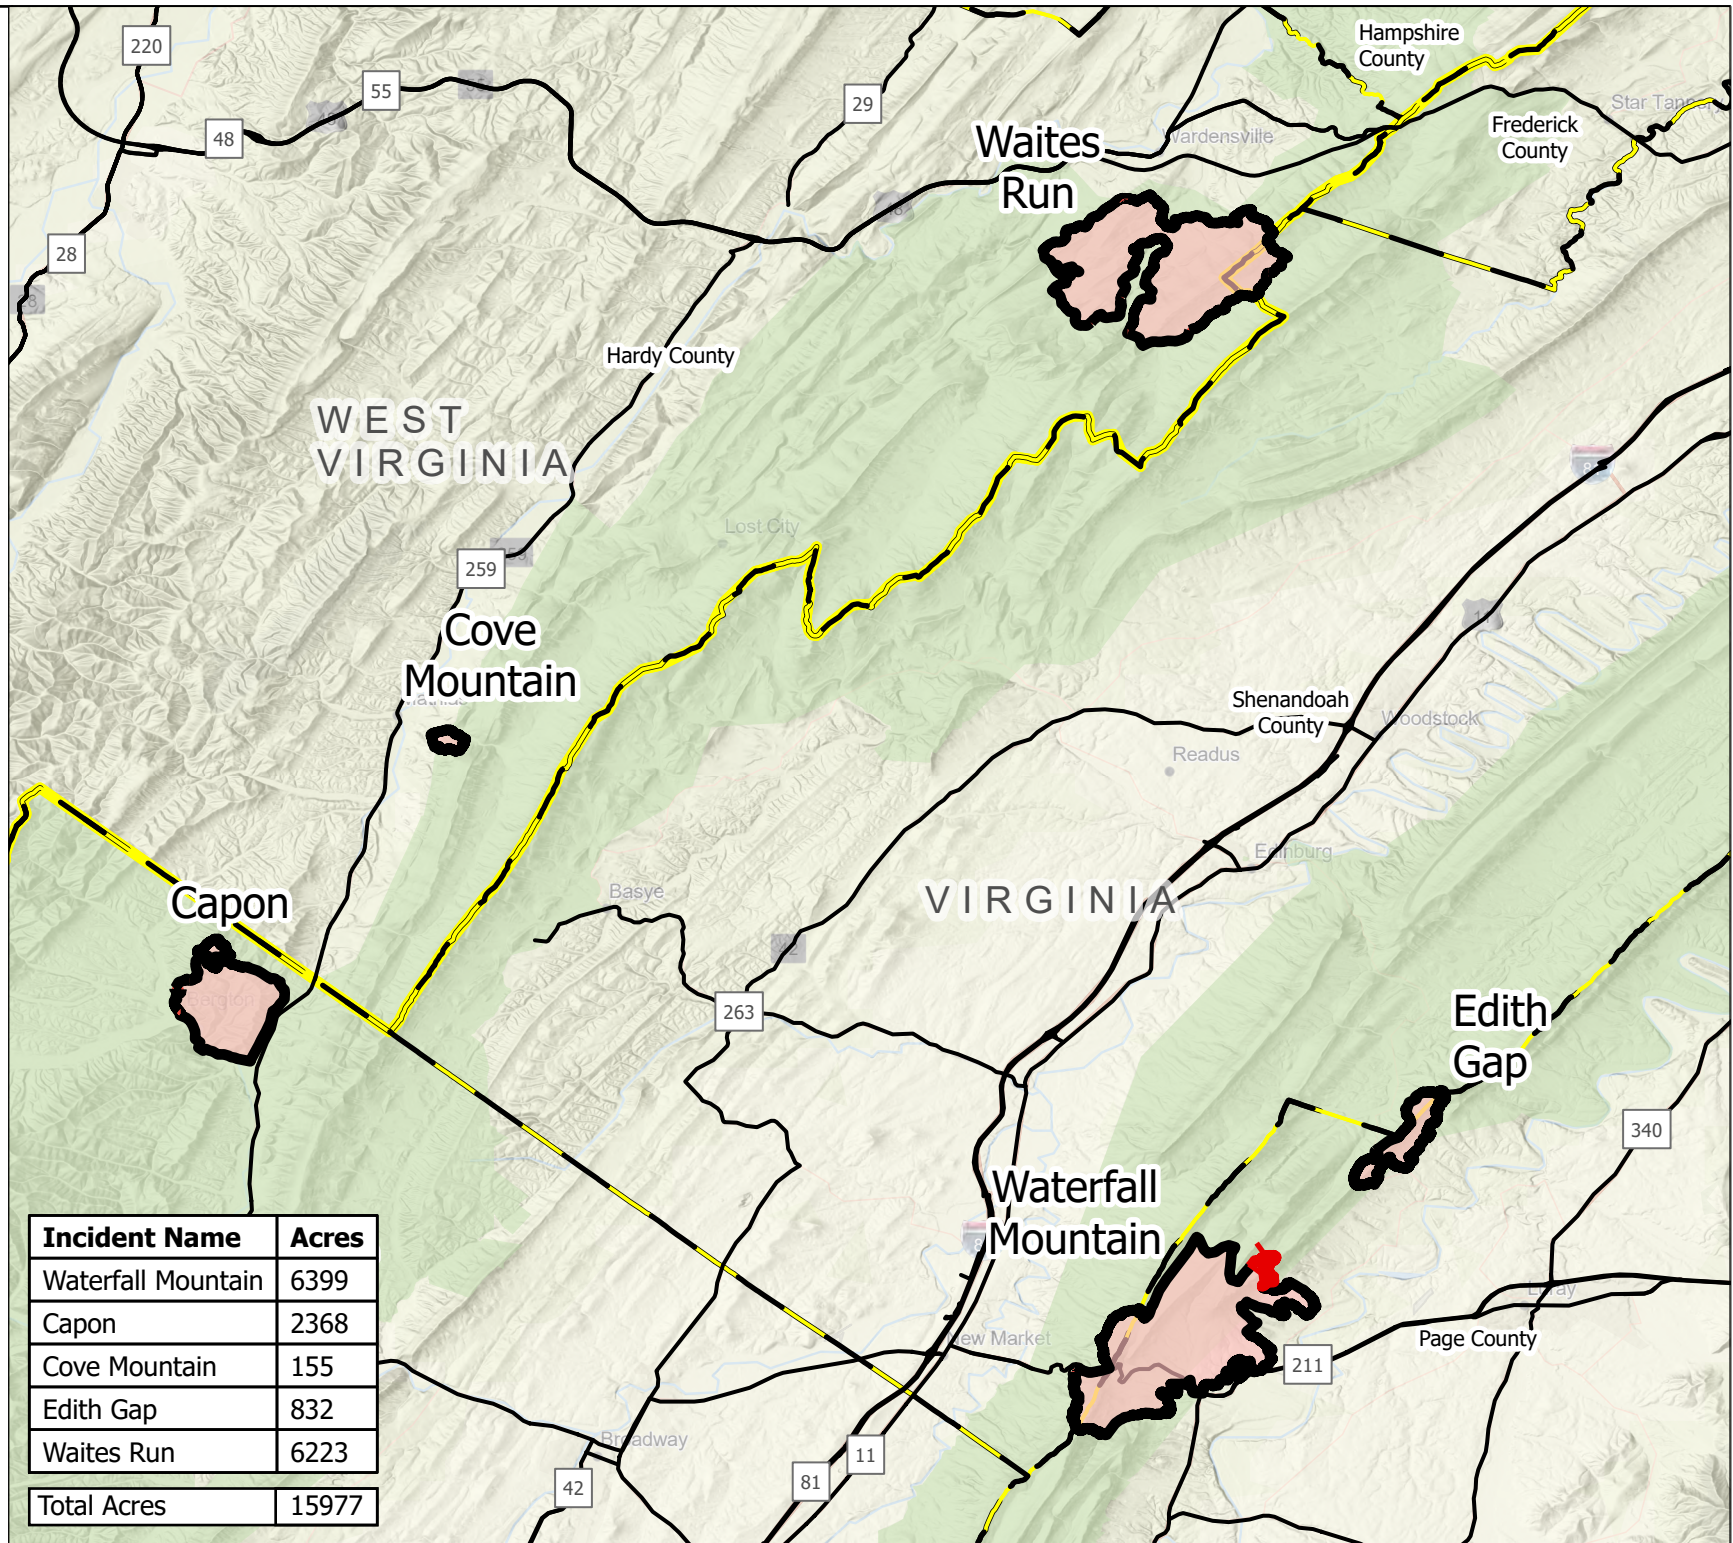 220
55
48
28
29
Hampshire
County
Star Tannery
Frederick
County
Wardensville
Waites
Run
Hardy County
WEST
VIRGINIA
Lost City
259
Cove
Mountain
Mathias
Shenandoah
County
Woodstock
Readus
Edinburg
Capon
Basye
VIRGINIA
263
Edith
Gap
340
Waterfall
Mountain
Luray
New Market
Page County
211
Broadway
42
81
11
Incident Name Acres
Waterfall Mountain 6399
Capon 2368
Cove Mountain 155
Edith Gap 832
Waites Run 6223
Total Acres 15977